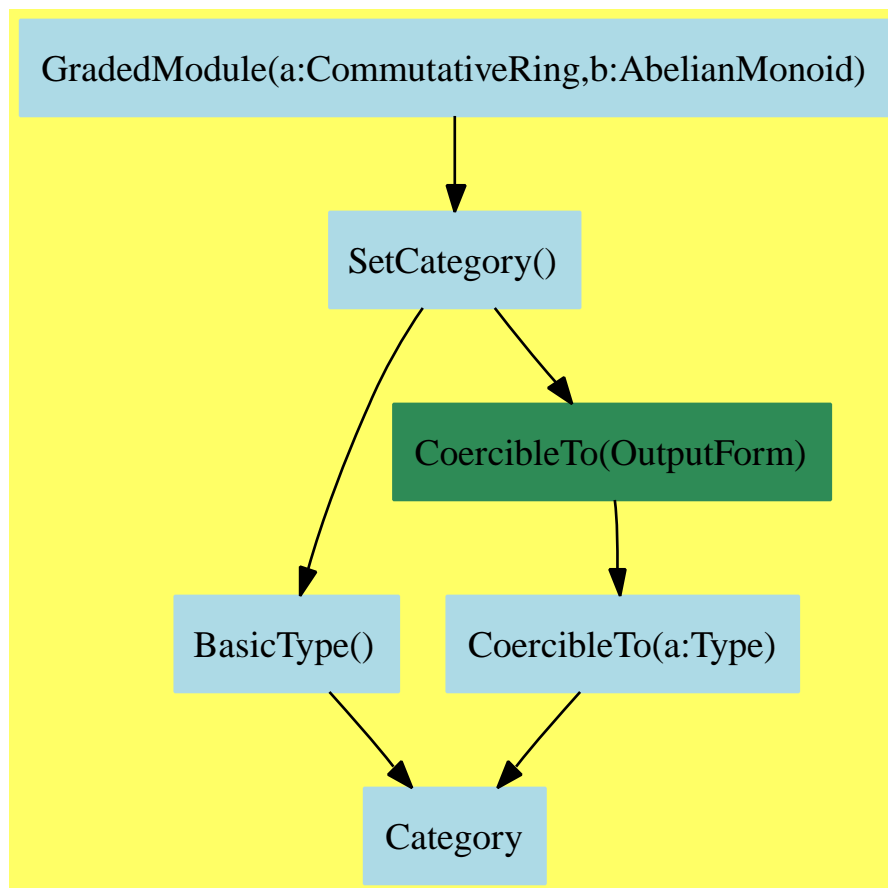 GradedModule(a:CommutativeRing,b:AbelianMonoid)
SetCategory()
CoercibleTo(OutputForm)
BasicType()
CoercibleTo(a:Type)
Category